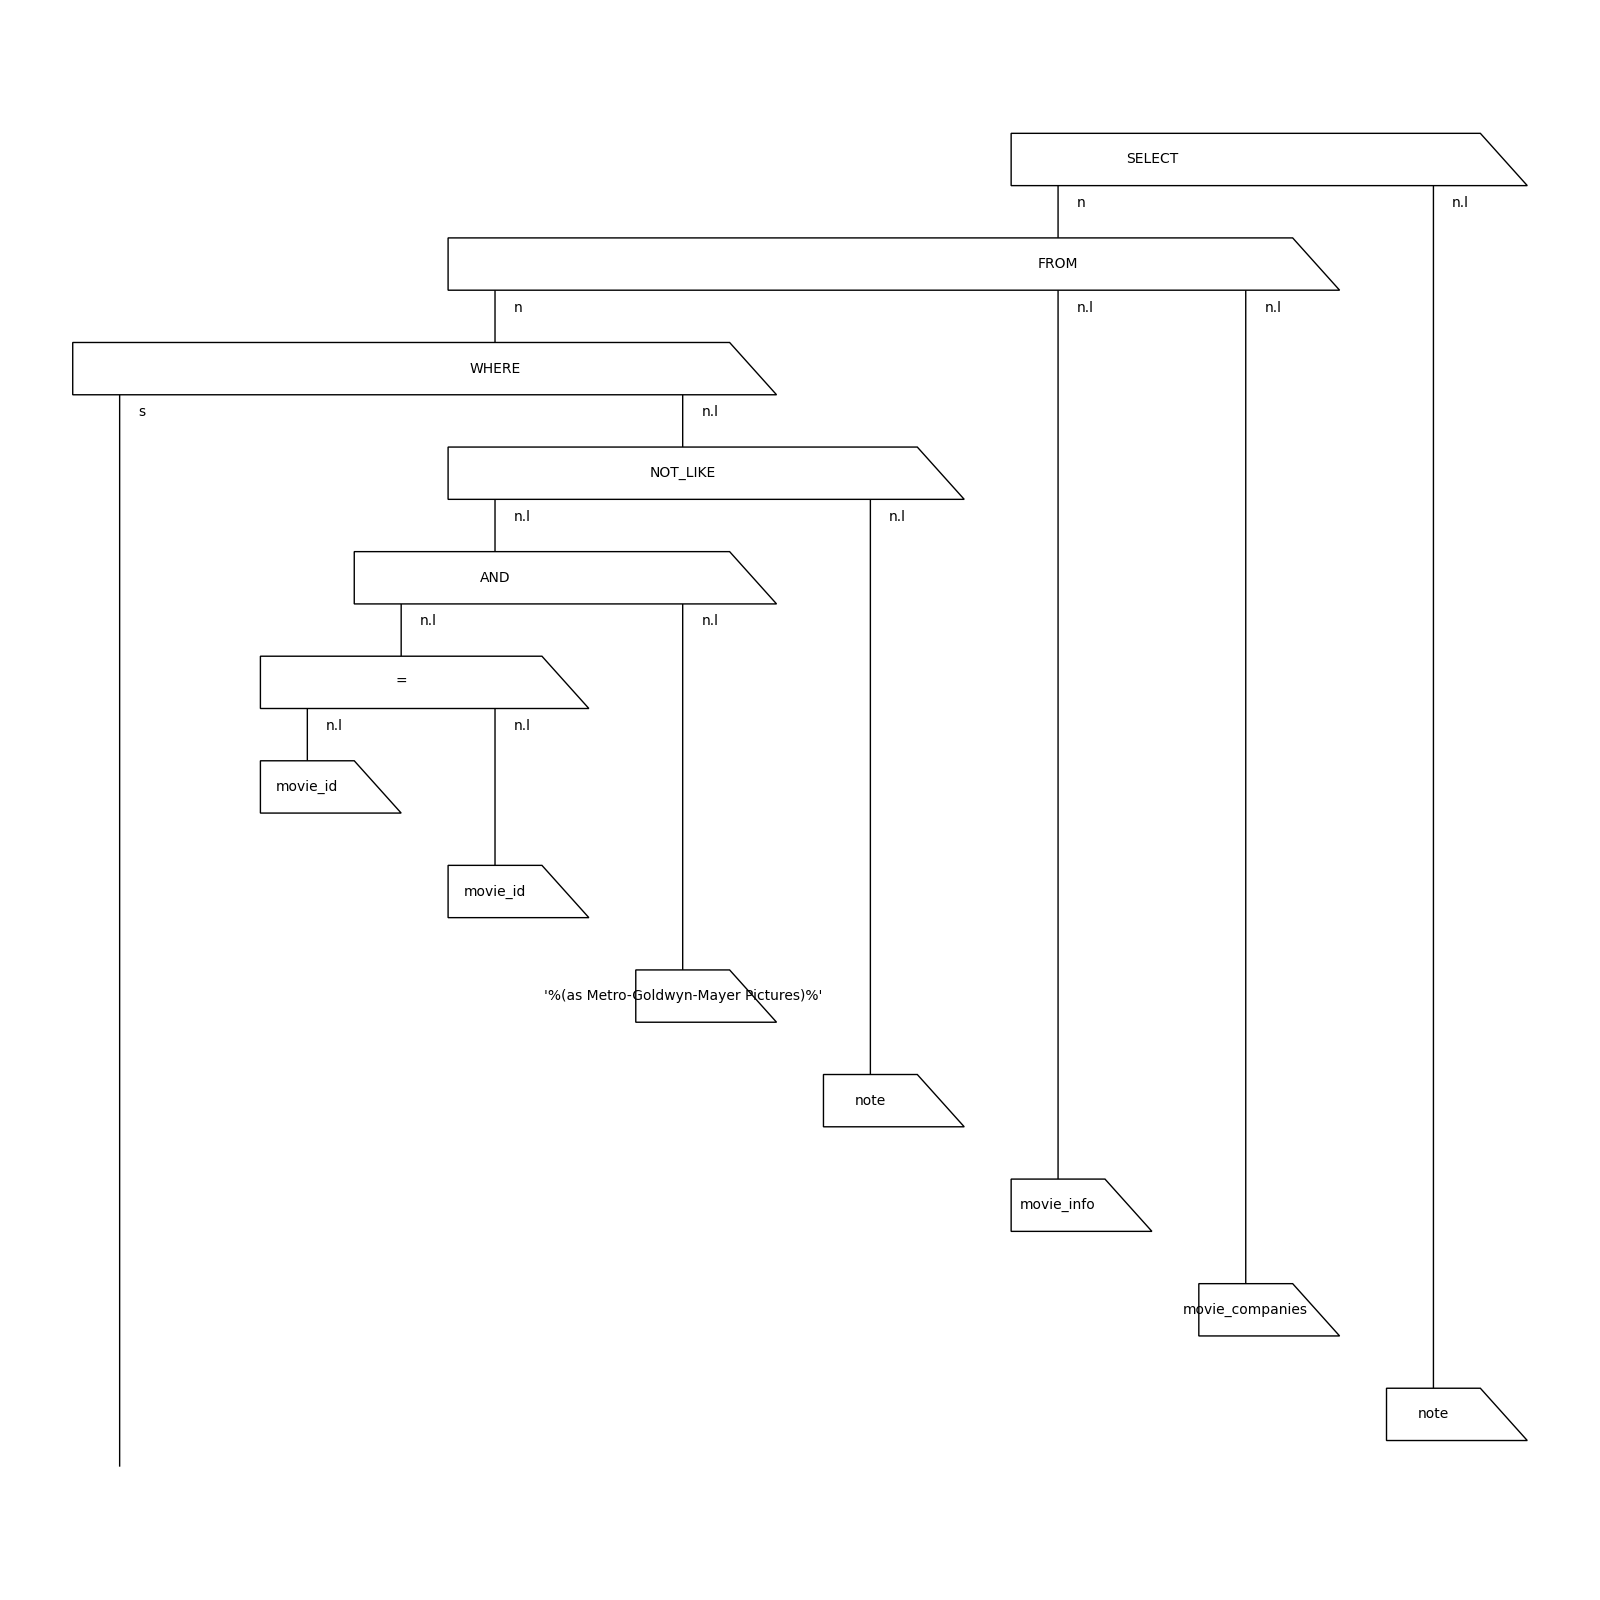 SELECT
n n.l
FROM
n n.l n.l
WHERE
s n.l
NOT_LIKE
n.l n.l
AND
n.l n.l
=
n.l n.l
movie_id
movie_id
'%(as Metro-Goldwyn-Mayer Pictures)%'
note
movie_info
movie_companies
note